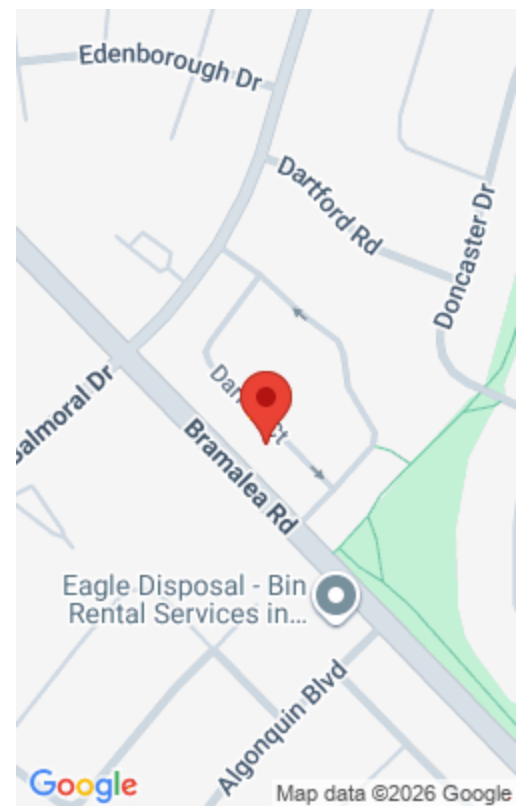 Edenborough Dr
Dartford Rd
Doncaster Dr
Balmoral Dr
Ct
Bramalea Rd
Eagle Disposal - Bin
Rental Services in...
Algonquin Blvd
Google
Map data ©2026 Google